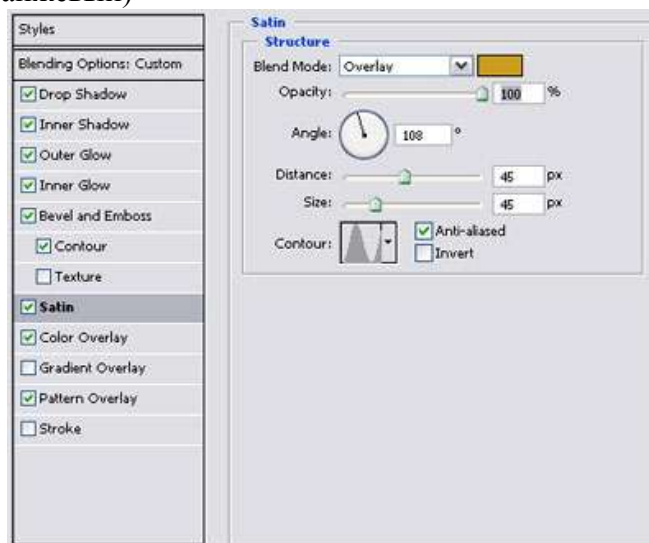 Styles
Blending Options: Custom
Drop Shadow
Inner Shadow
Outer Glow
Inner Glow
Bevel and Emboss
Contour
Texture
Satin
Color Overlay
Gradient Overlay
Pattern Overlay
Stroke
Satin
Structure
Blend Mode: Overlay
Opacity: 100 %
Angle: 108 °
Distance: 45 px
Size: 45 px
Contour: Anti-aliased
Invert